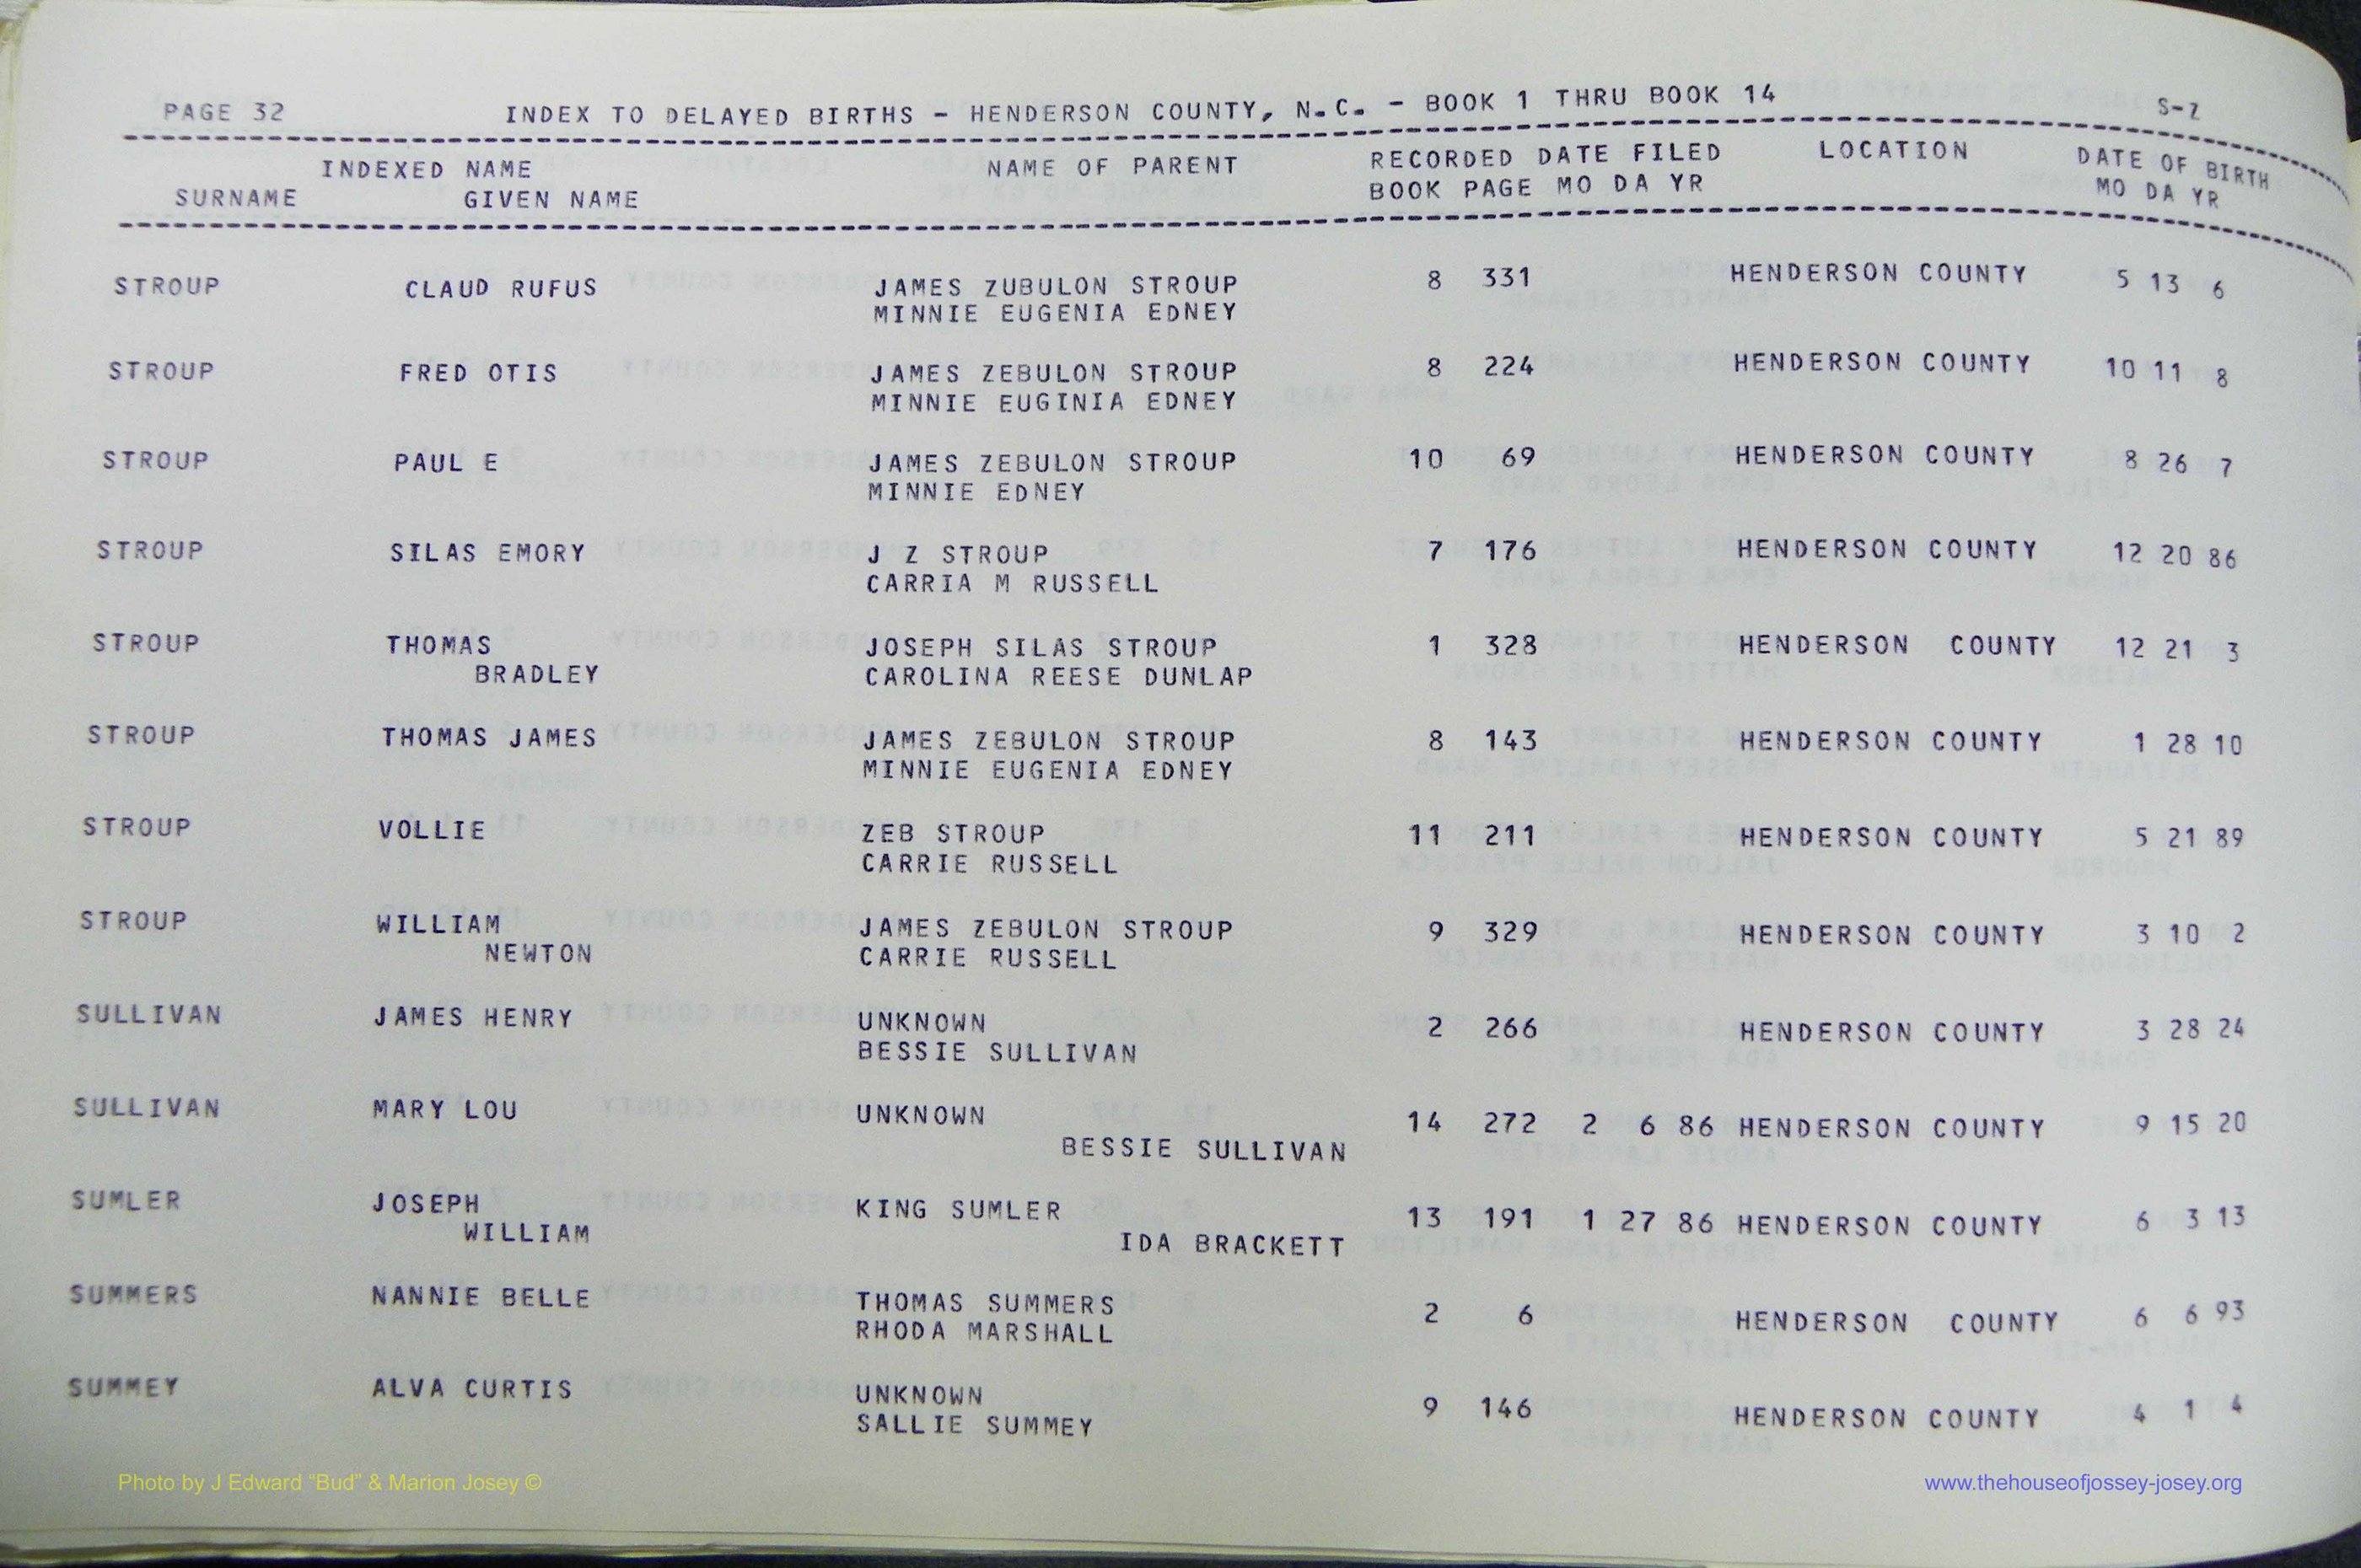 PAGE 32 INDEX TO DELAYED BIRTHS - HENDERSON COUNTY, N.C. - BOOK 1 THRU BOOK 14 S-Z
INDEXED NAME NAME OF PARENT RECORDED DATE FILED LOCATION DATE OF BIRTH
SURNAME GIVEN NAME BOOK PAGE MO DA YR MO DA YR
STROUP CLAUD RUFUS JAMES ZUBULON STROUP 8 331 HENDERSON COUNTY 5 13 6
MINNIE EUGENIA EDNEY
STROUP FRED OTIS JAMES ZEBULON STROUP 8 224 HENDERSON COUNTY 10 11 8
MINNIE EUGINIA EDNEY
STROUP PAUL E JAMES ZEBULON STROUP 10 69 HENDERSON COUNTY 8 26 7
MINNIE EDNEY
STROUP SILAS EMORY J Z STROUP 7 176 HENDERSON COUNTY 12 20 86
CARRIA M RUSSELL
STROUP THOMAS JOSEPH SILAS STROUP 1 328 HENDERSON COUNTY 12 21 3
BRADLEY CAROLINA REESE DUNLAP
STROUP THOMAS JAMES JAMES ZEBULON STROUP 8 143 HENDERSON COUNTY 1 28 10
MINNIE EUGENIA EDNEY
STROUP VOLLIE ZEB STROUP 11 211 HENDERSON COUNTY 5 21 89
CARRIE RUSSELL
STROUP WILLIAM JAMES ZEBULON STROUP 9 329 HENDERSON COUNTY 3 10 2
NEWTON CARRIE RUSSELL
SULLIVAN JAMES HENRY UNKNOWN 2 266 HENDERSON COUNTY 3 28 24
BESSIE SULLIVAN
SULLIVAN MARY LOU UNKNOWN 14 272 2 6 86 HENDERSON COUNTY 9 15 20
BESSIE SULLIVAN
SUMLER JOSEPH KING SUMLER 13 191 1 27 86 HENDERSON COUNTY 6 3 13
WILLIAM IDA BRACKETT
SUMMERS NANNIE BELLE THOMAS SUMMERS 2 6 HENDERSON COUNTY 6 6 93
RHODA MARSHALL
SUMMEY ALVA CURTIS UNKNOWN 9 146 HENDERSON COUNTY 4 1 4
SALLIE SUMMEY
Photo by J Edward “Bud” & Marion Josey © www.thehouseofjossey-josey.org